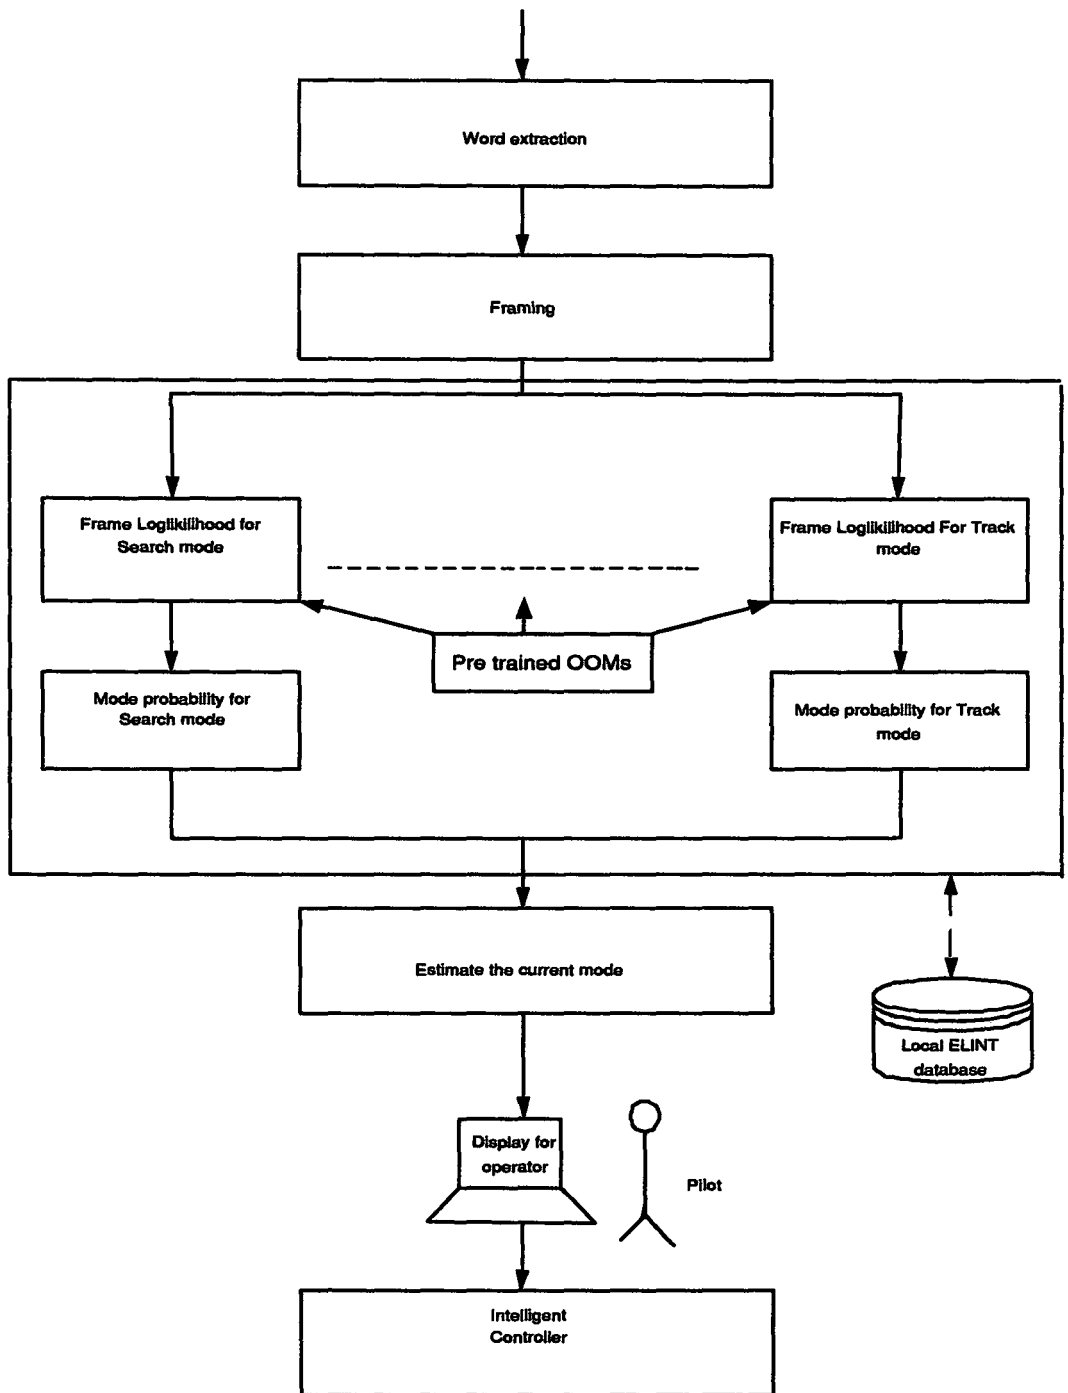 Word extraction
Framing
Frame Loglikilihood for
Search mode
Frame Loglikilihood For Track
mode
Pre trained OOMs
Mode probability for
Search mode
Mode probability for Track
mode
Estimate the current mode
Local ELINT
database
Display for
operator
Pilot
Intelligent
Controller